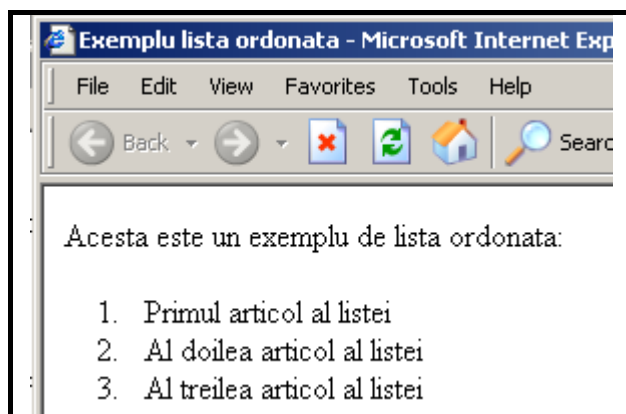 Exemplu lista ordonata - Microsoft Internet Exp
File Edit View Favorites Tools Help
Back Searc
Acesta este un exemplu de lista ordonata:
1. Primul articol al listei
2. Al doilea articol al listei
3. Al treilea articol al listei